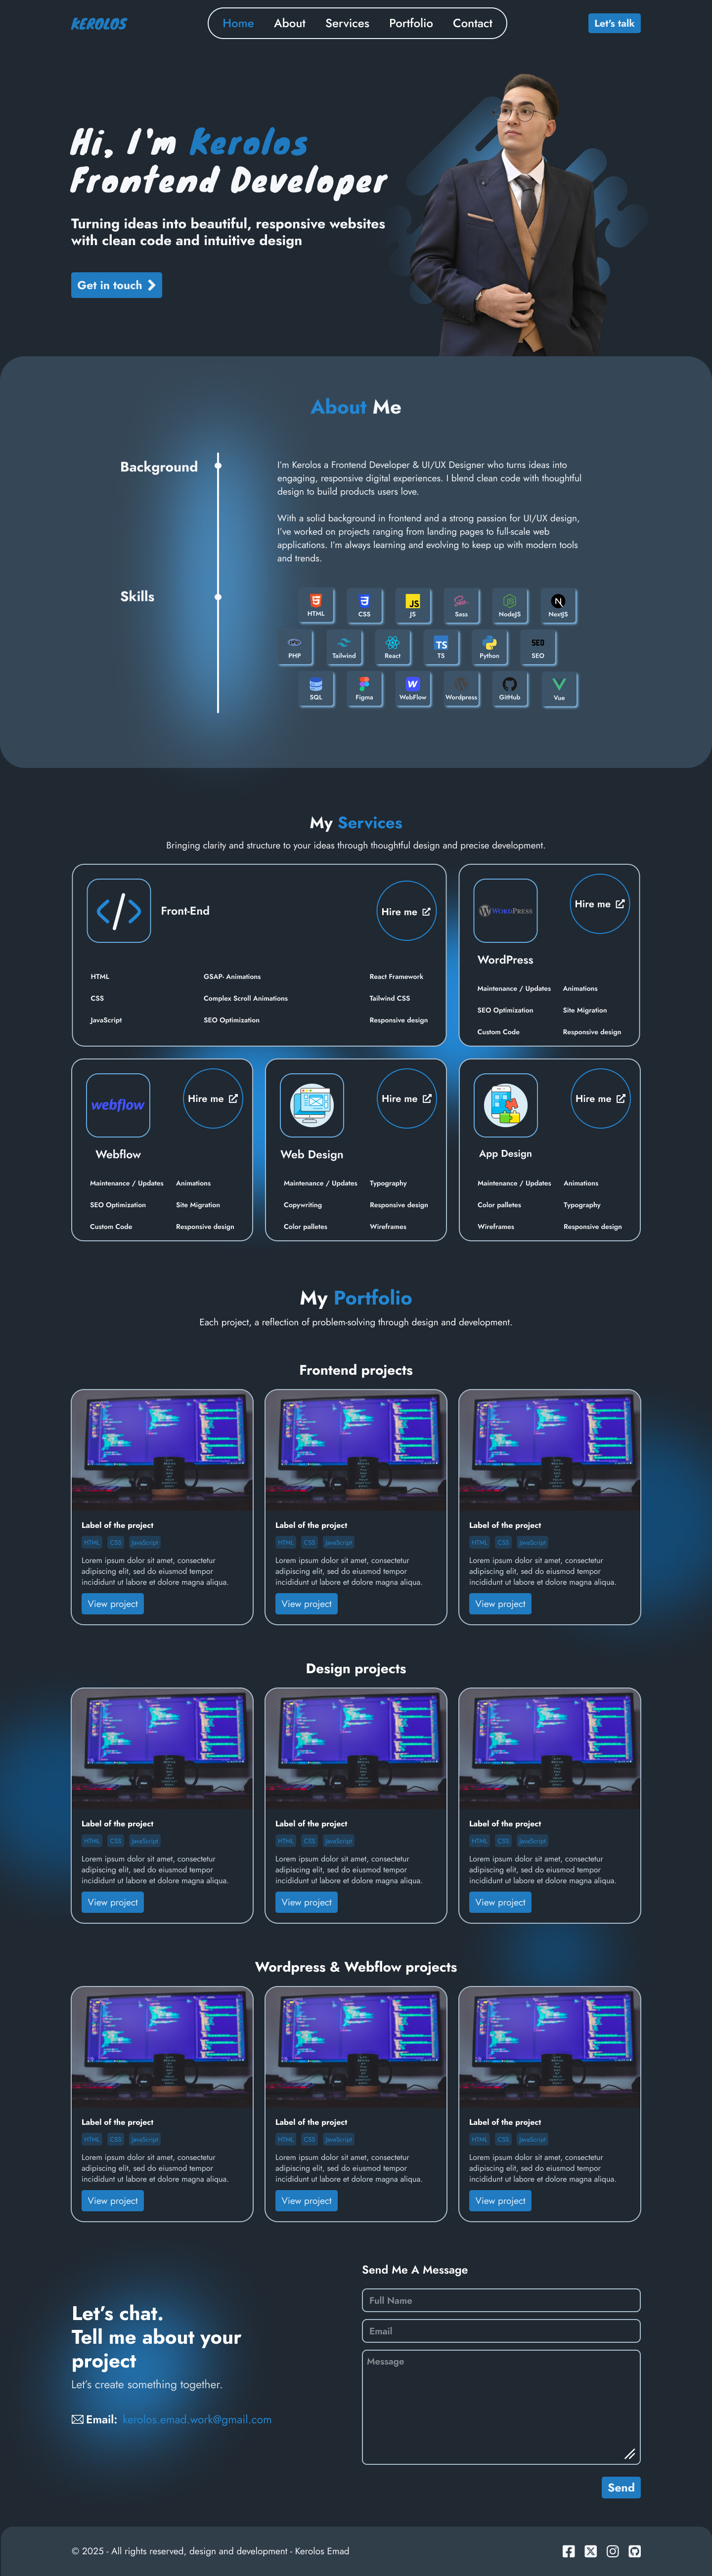 KEROLOS
Home About Services Portfolio Contact
Let's talk
Hi, I'm Kerolos
Frontend Developer
Turning ideas into beautiful, responsive websites
with clean code and intuitive design
Get in touch
About Me
Background
I'm Kerolos a Frontend Developer & UI/UX Designer who turns ideas into
engaging, responsive digital experiences. I blend clean code with thoughtful
design to build products users love.
With a solid background in frontend and a strong passion for UI/UX design,
I've worked on projects ranging from landing pages to full-scale web
applications. I'm always learning and evolving to keep up with modern tools
and trends.
Skills
HTML CSS JS Sass NodeJS NextJS
PHP Tailwind React TS Python SEO
SQL Figma WebFlow Wordpress GitHub Vue
My Services
Bringing clarity and structure to your ideas through thoughtful design and precise development.
Front-End
Hire me
HTML GSAP- Animations React Framework
CSS Complex Scroll Animations Tailwind CSS
JavaScript SEO Optimization Responsive design
WORDPRESS
Hire me
WordPress
Maintenance / Updates Animations
SEO Optimization Site Migration
Custom Code Responsive design
webflow
Hire me
Webflow
Maintenance / Updates Animations
SEO Optimization Site Migration
Custom Code Responsive design
Hire me
Web Design
Maintenance / Updates Typography
Copywriting Responsive design
Color palletes Wireframes
Hire me
App Design
Maintenance / Updates Animations
Color palletes Typography
Wireframes Responsive design
My Portfolio
Each project, a reflection of problem-solving through design and development.
Frontend projects
Label of the project
HTML CSS JavaScript
Lorem ipsum dolor sit amet, consectetur
adipiscing elit, sed do eiusmod tempor
incididunt ut labore et dolore magna aliqua.
View project
Label of the project
HTML CSS JavaScript
Lorem ipsum dolor sit amet, consectetur
adipiscing elit, sed do eiusmod tempor
incididunt ut labore et dolore magna aliqua.
View project
Label of the project
HTML CSS JavaScript
Lorem ipsum dolor sit amet, consectetur
adipiscing elit, sed do eiusmod tempor
incididunt ut labore et dolore magna aliqua.
View project
Design projects
Label of the project
HTML CSS JavaScript
Lorem ipsum dolor sit amet, consectetur
adipiscing elit, sed do eiusmod tempor
incididunt ut labore et dolore magna aliqua.
View project
Label of the project
HTML CSS JavaScript
Lorem ipsum dolor sit amet, consectetur
adipiscing elit, sed do eiusmod tempor
incididunt ut labore et dolore magna aliqua.
View project
Label of the project
HTML CSS JavaScript
Lorem ipsum dolor sit amet, consectetur
adipiscing elit, sed do eiusmod tempor
incididunt ut labore et dolore magna aliqua.
View project
Wordpress & Webflow projects
Label of the project
HTML CSS JavaScript
Lorem ipsum dolor sit amet, consectetur
adipiscing elit, sed do eiusmod tempor
incididunt ut labore et dolore magna aliqua.
View project
Label of the project
HTML CSS JavaScript
Lorem ipsum dolor sit amet, consectetur
adipiscing elit, sed do eiusmod tempor
incididunt ut labore et dolore magna aliqua.
View project
Label of the project
HTML CSS JavaScript
Lorem ipsum dolor sit amet, consectetur
adipiscing elit, sed do eiusmod tempor
incididunt ut labore et dolore magna aliqua.
View project
Let's chat.
Tell me about your
project
Let's create something together.
Email: kerolos.emad.work@gmail.com
Send Me A Message
Full Name
Email
Message
Send
© 2025 - All rights reserved, design and development - Kerolos Emad